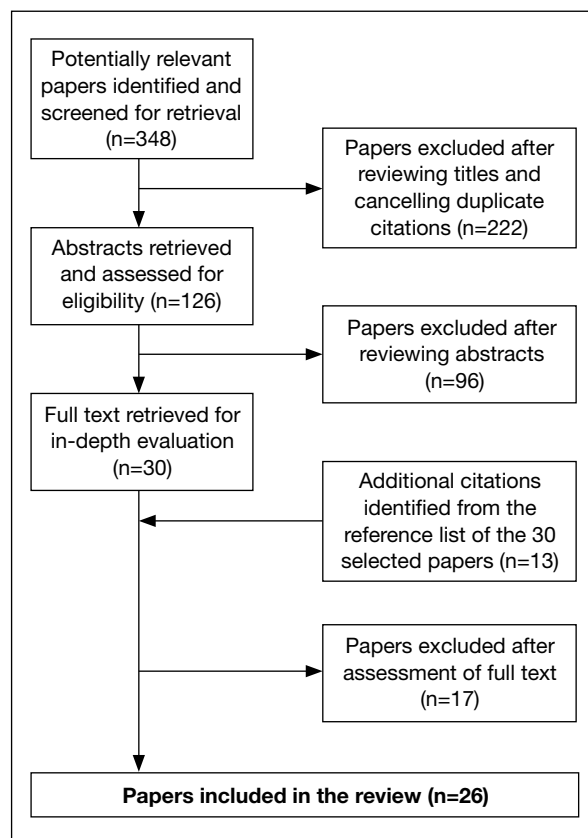 Potentially relevant
papers identified and
screened for retrieval
(n=348)
Papers excluded after
reviewing titles and
cancelling duplicate
citations (n=222)
Abstracts retrieved
and assessed for
eligibility (n=126)
Papers excluded after
reviewing abstracts
(n=96)
Full text retrieved for
in-depth evaluation
(n=30)
Additional citations
identified from the
reference list of the 30
selected papers (n=13)
Papers excluded after
assessment of full text
(n=17)
Papers included in the review (n=26)